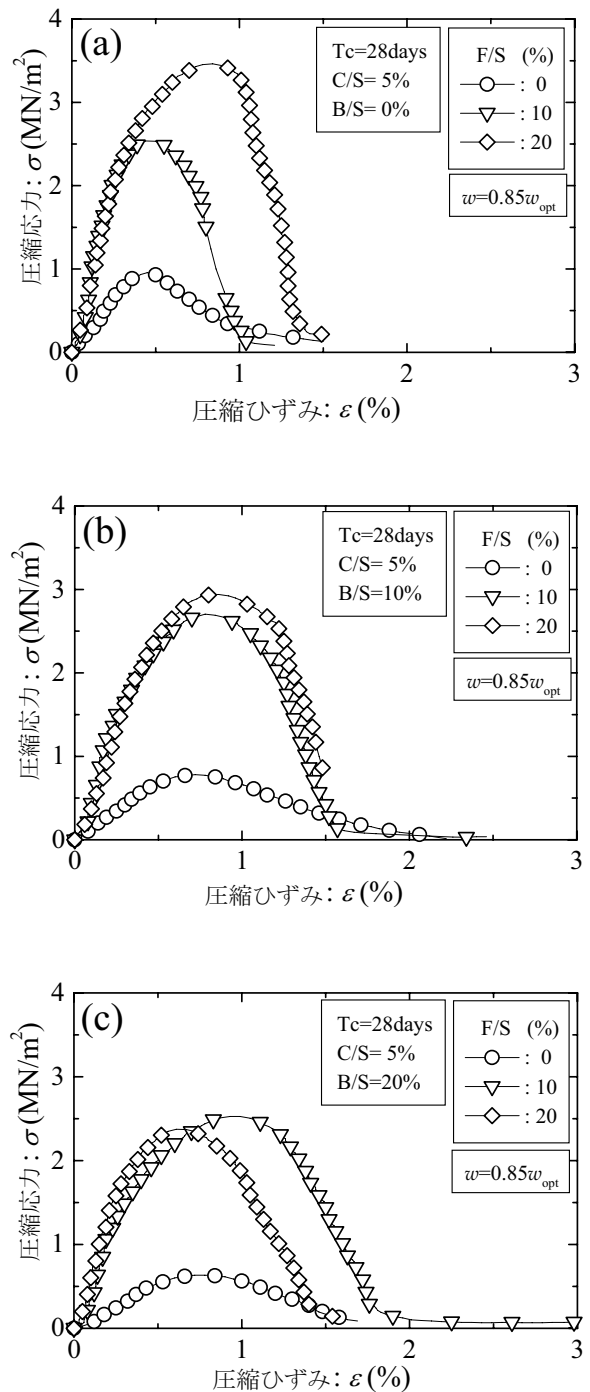 (a)
Tc=28days
C/S= 5%
B/S= 0%
F/S (%)
: 0
: 10
: 20
w=0.85w_opt
4
3
2
1
0
圧縮応力: σ(MN/m²)
0 1 2 3
圧縮ひずみ: ε(%)
(b)
Tc=28days
C/S= 5%
B/S=10%
F/S (%)
: 0
: 10
: 20
w=0.85w_opt
4
3
2
1
0
圧縮応力: σ(MN/m²)
0 1 2 3
圧縮ひずみ: ε(%)
(c)
Tc=28days
C/S= 5%
B/S=20%
F/S (%)
: 0
: 10
: 20
w=0.85w_opt
4
3
2
1
0
圧縮応力: σ(MN/m²)
0 1 2 3
圧縮ひずみ: ε(%)